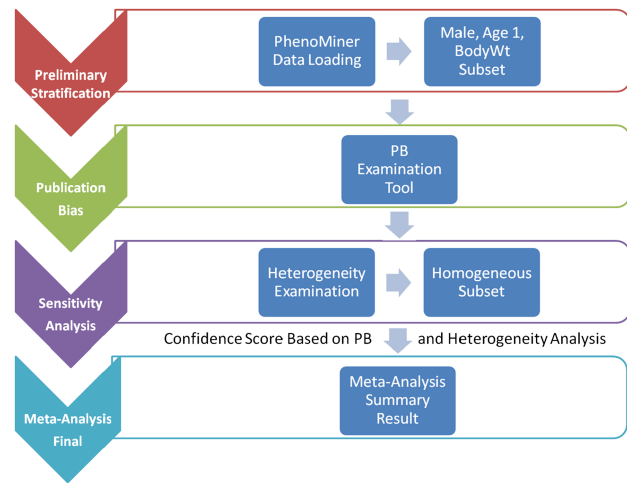 Preliminary
Stratification
PhenoMiner
Data Loading
Male, Age 1,
BodyWt
Subset
Publication
Bias
PB
Examination
Tool
Sensitivity
Analysis
Heterogeneity
Examination
Homogeneous
Subset
Confidence Score Based on PB and Heterogeneity Analysis
Meta-Analysis
Final
Meta-Analysis
Summary
Result